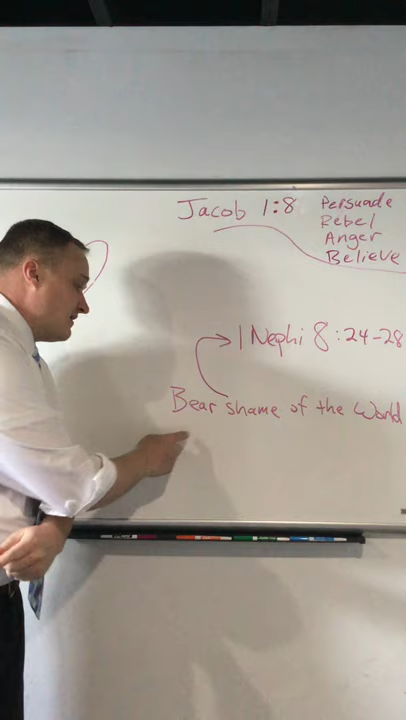 Jacob 1:8
Persuade
Rebel
Anger
Believe
1 Nephi 8:24-28
Bear shame of the World